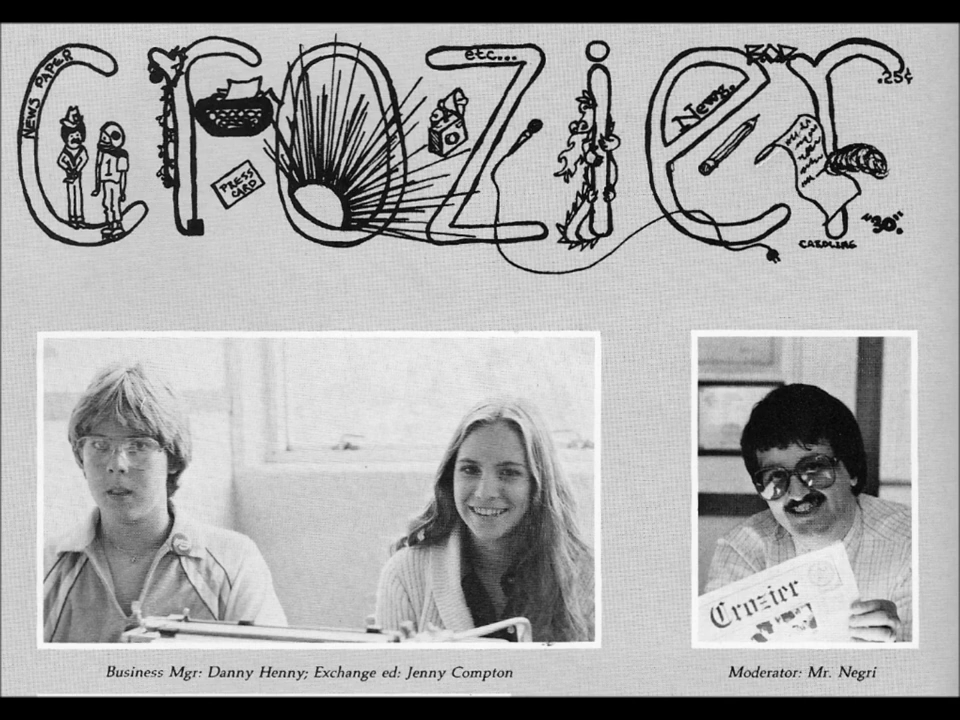 Crozier
NEWS PAPER
etc...
News.
.25¢
PRESS
CARD
"30".
CAROLINE
Crozier
Business Mgr: Danny Henny; Exchange ed: Jenny Compton
Moderator: Mr. Negri